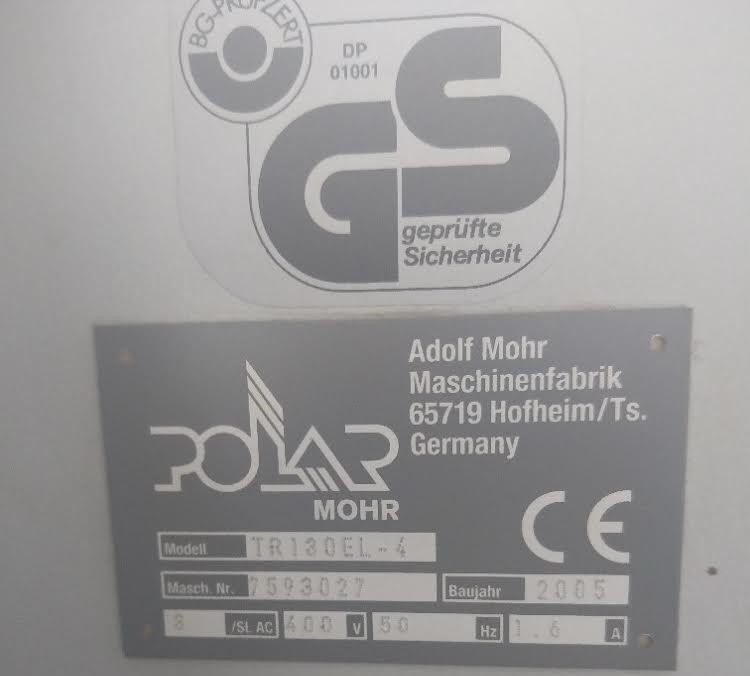 BG-PRÜFZERT
DP
01001
GS
geprüfte
Sicherheit
Adolf Mohr
Maschinenfabrik
65719 Hofheim/Ts.
Germany
POLAR
MOHR
CE
Modell TR130EL-4
Masch. Nr. 7593027 Baujahr 2005
3 /St. AC 400 V 50 Hz 1.6 A